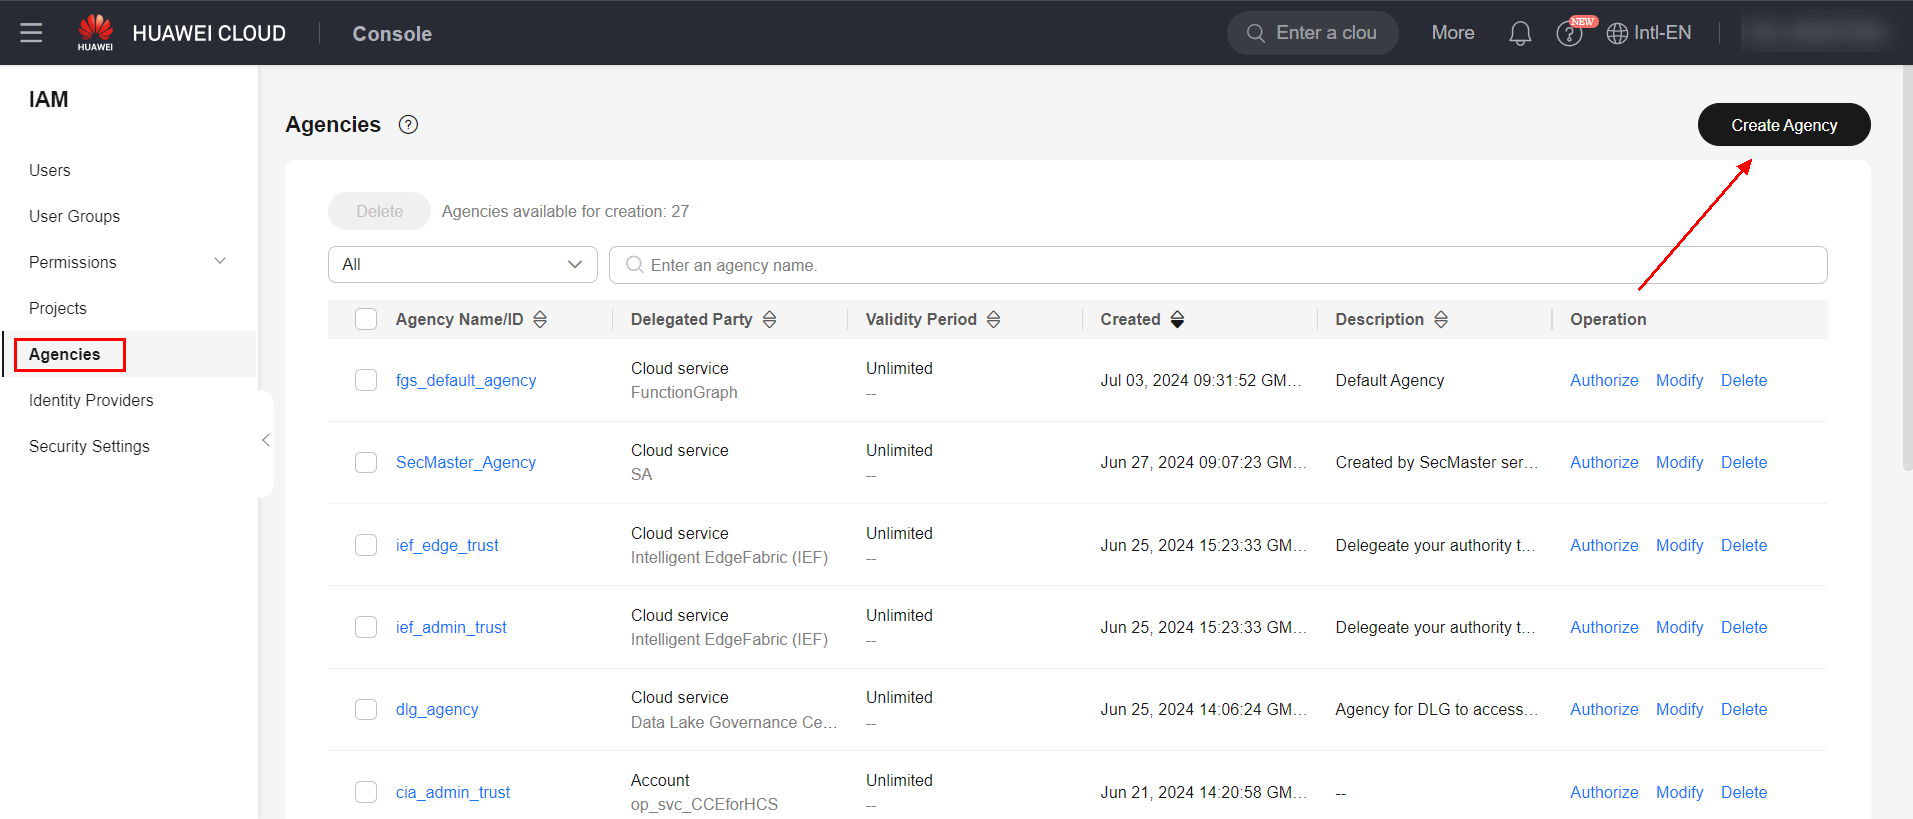 HUAWEI
HUAWEI CLOUD
Console
Enter a clou
More
NEW
Intl-EN
IAM
Users
User Groups
Permissions
Projects
Agencies
Identity Providers
Security Settings
Agencies
Create Agency
Delete
Agencies available for creation: 27
All
Enter an agency name.
Agency Name/ID Delegated Party Validity Period Created Description Operation
fgs_default_agency Cloud service FunctionGraph Unlimited -- Jul 03, 2024 09:31:52 GM... Default Agency Authorize Modify Delete
SecMaster_Agency Cloud service SA Unlimited -- Jun 27, 2024 09:07:23 GM... Created by SecMaster ser... Authorize Modify Delete
ief_edge_trust Cloud service Intelligent EdgeFabric (IEF) Unlimited -- Jun 25, 2024 15:23:33 GM... Delegeate your authority t... Authorize Modify Delete
ief_admin_trust Cloud service Intelligent EdgeFabric (IEF) Unlimited -- Jun 25, 2024 15:23:33 GM... Delegeate your authority t... Authorize Modify Delete
dlg_agency Cloud service Data Lake Governance Ce... Unlimited -- Jun 25, 2024 14:06:24 GM... Agency for DLG to access... Authorize Modify Delete
cia_admin_trust Account op_svc_CCEforHCS Unlimited -- Jun 21, 2024 14:20:58 GM... -- Authorize Modify Delete